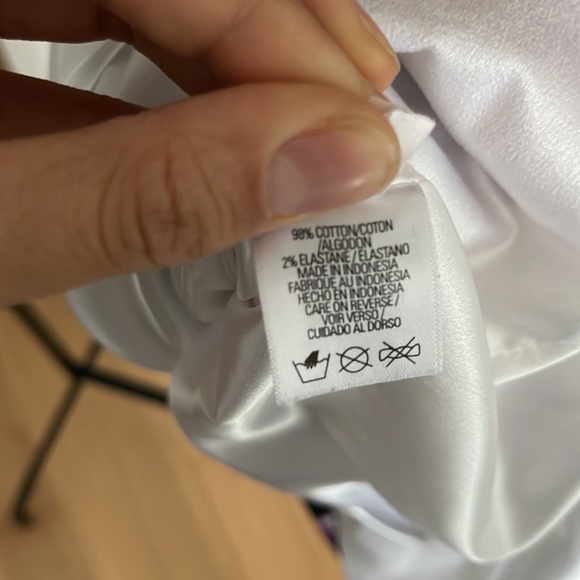 98% COTTON/COTON
/ALGODON
2% ELASTANE / ELASTANO
MADE IN INDONESIA
FABRIQUE AU INDONESIA
HECHO EN INDONESIA
CARE ON REVERSE /
VOIR VERSO /
CUIDADO AL DORSO